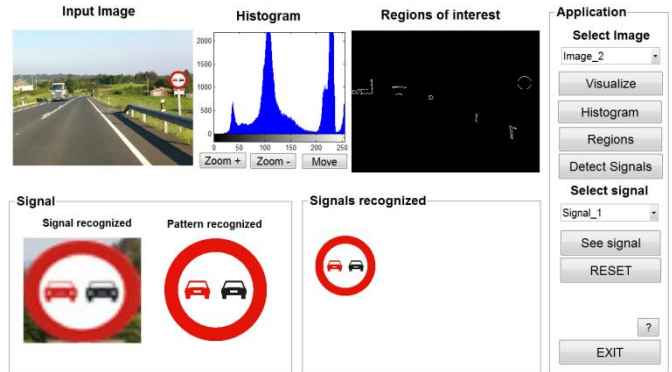 Input Image
Histogram
Regions of interest
Application
Select Image
Image_2
Visualize
Histogram
Regions
Detect Signals
Select signal
Signal_1
See signal
RESET
?
EXIT
2000
1500
1000
500
0
0 50 100 150 200 250
Zoom + Zoom - Move
Signal
Signal recognized
Pattern recognized
Signals recognized